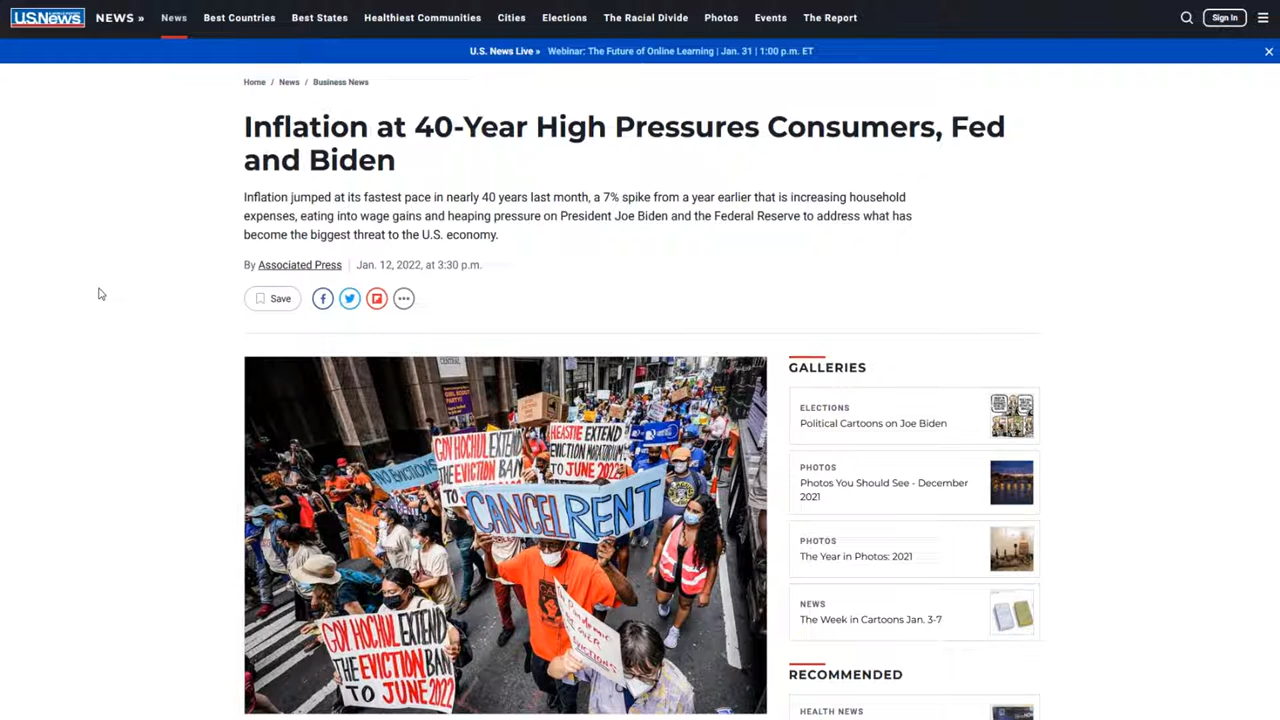 U.S.News
NEWS »
News
Best Countries
Best States
Healthiest Communities
Cities
Elections
The Racial Divide
Photos
Events
The Report
Sign In
U.S. News Live » Webinar: The Future of Online Learning | Jan. 31 | 1:00 p.m. ET
Home / News / Business News
Inflation at 40-Year High Pressures Consumers, Fed
and Biden
Inflation jumped at its fastest pace in nearly 40 years last month, a 7% spike from a year earlier that is increasing household
expenses, eating into wage gains and heaping pressure on President Joe Biden and the Federal Reserve to address what has
become the biggest threat to the U.S. economy.
By Associated Press | Jan. 12, 2022, at 3:30 p.m.
Save
CENTRAL
NO EVICTIONS
GOV HOCHUL EXTEND
THE EVICTION BAN
TO
HEASTIE EXTEND
EVICTION MORATORIUM
TO JUNE 2022
CANCEL RENT
GOV HOCHUL EXTEND
THE EVICTION BAN
TO JUNE 2022
GALLERIES
ELECTIONS
Political Cartoons on Joe Biden
PHOTOS
Photos You Should See - December
2021
PHOTOS
The Year in Photos: 2021
NEWS
The Week in Cartoons Jan. 3-7
RECOMMENDED
HEALTH NEWS